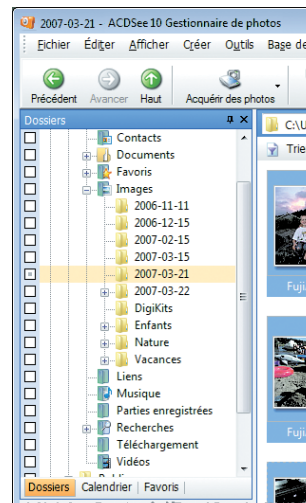 2007-03-21 - ACDSee 10 Gestionnaire de photos
Fichier Éditer Afficher Créer Outils Base de
Précédent Avancer Haut Acquérir des photos
Dossiers
C:\U
Contacts
Trie
Documents
Favoris
Images
2006-11-11
2006-12-15
2007-02-15
2007-03-15
2007-03-21
Fuji
2007-03-22
DigiKits
Enfants
Nature
Vacances
Liens
Musique
Parties enregistrées
Recherches
Fuji
Téléchargement
Vidéos
Dossiers Calendrier Favoris